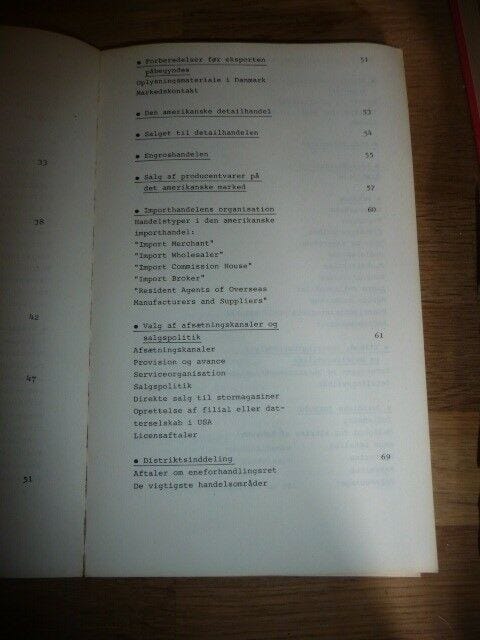 33
38
42
47
51
• Forberedelser før eksporten 51
påbegyndes
Oplysningsmateriale i Danmark
Markedskontakt
• Den amerikanske detailhandel 53
• Salget til detailhandelen 54
• Engroshandelen 55
• Salg af producentvarer på
det amerikanske marked 57
• Importhandelens organisation 60
Handelstyper i den amerikanske
importhandel:
"Import Merchant"
"Import Wholesaler"
"Import Commission House"
"Import Broker"
"Resident Agents of Overseas
Manufacturers and Suppliers"
• Valg af afsætningskanaler og
salgspolitik 61
Afsætningskanaler
Provision og avance
Serviceorganisation
Salgspolitik
Direkte salg til stormagasiner
Oprettelse af filial eller dat-
terselskab i USA
Licensaftaler
• Distriktsinddeling 69
Aftaler om eneforhandlingsret
De vigtigste handelsområder